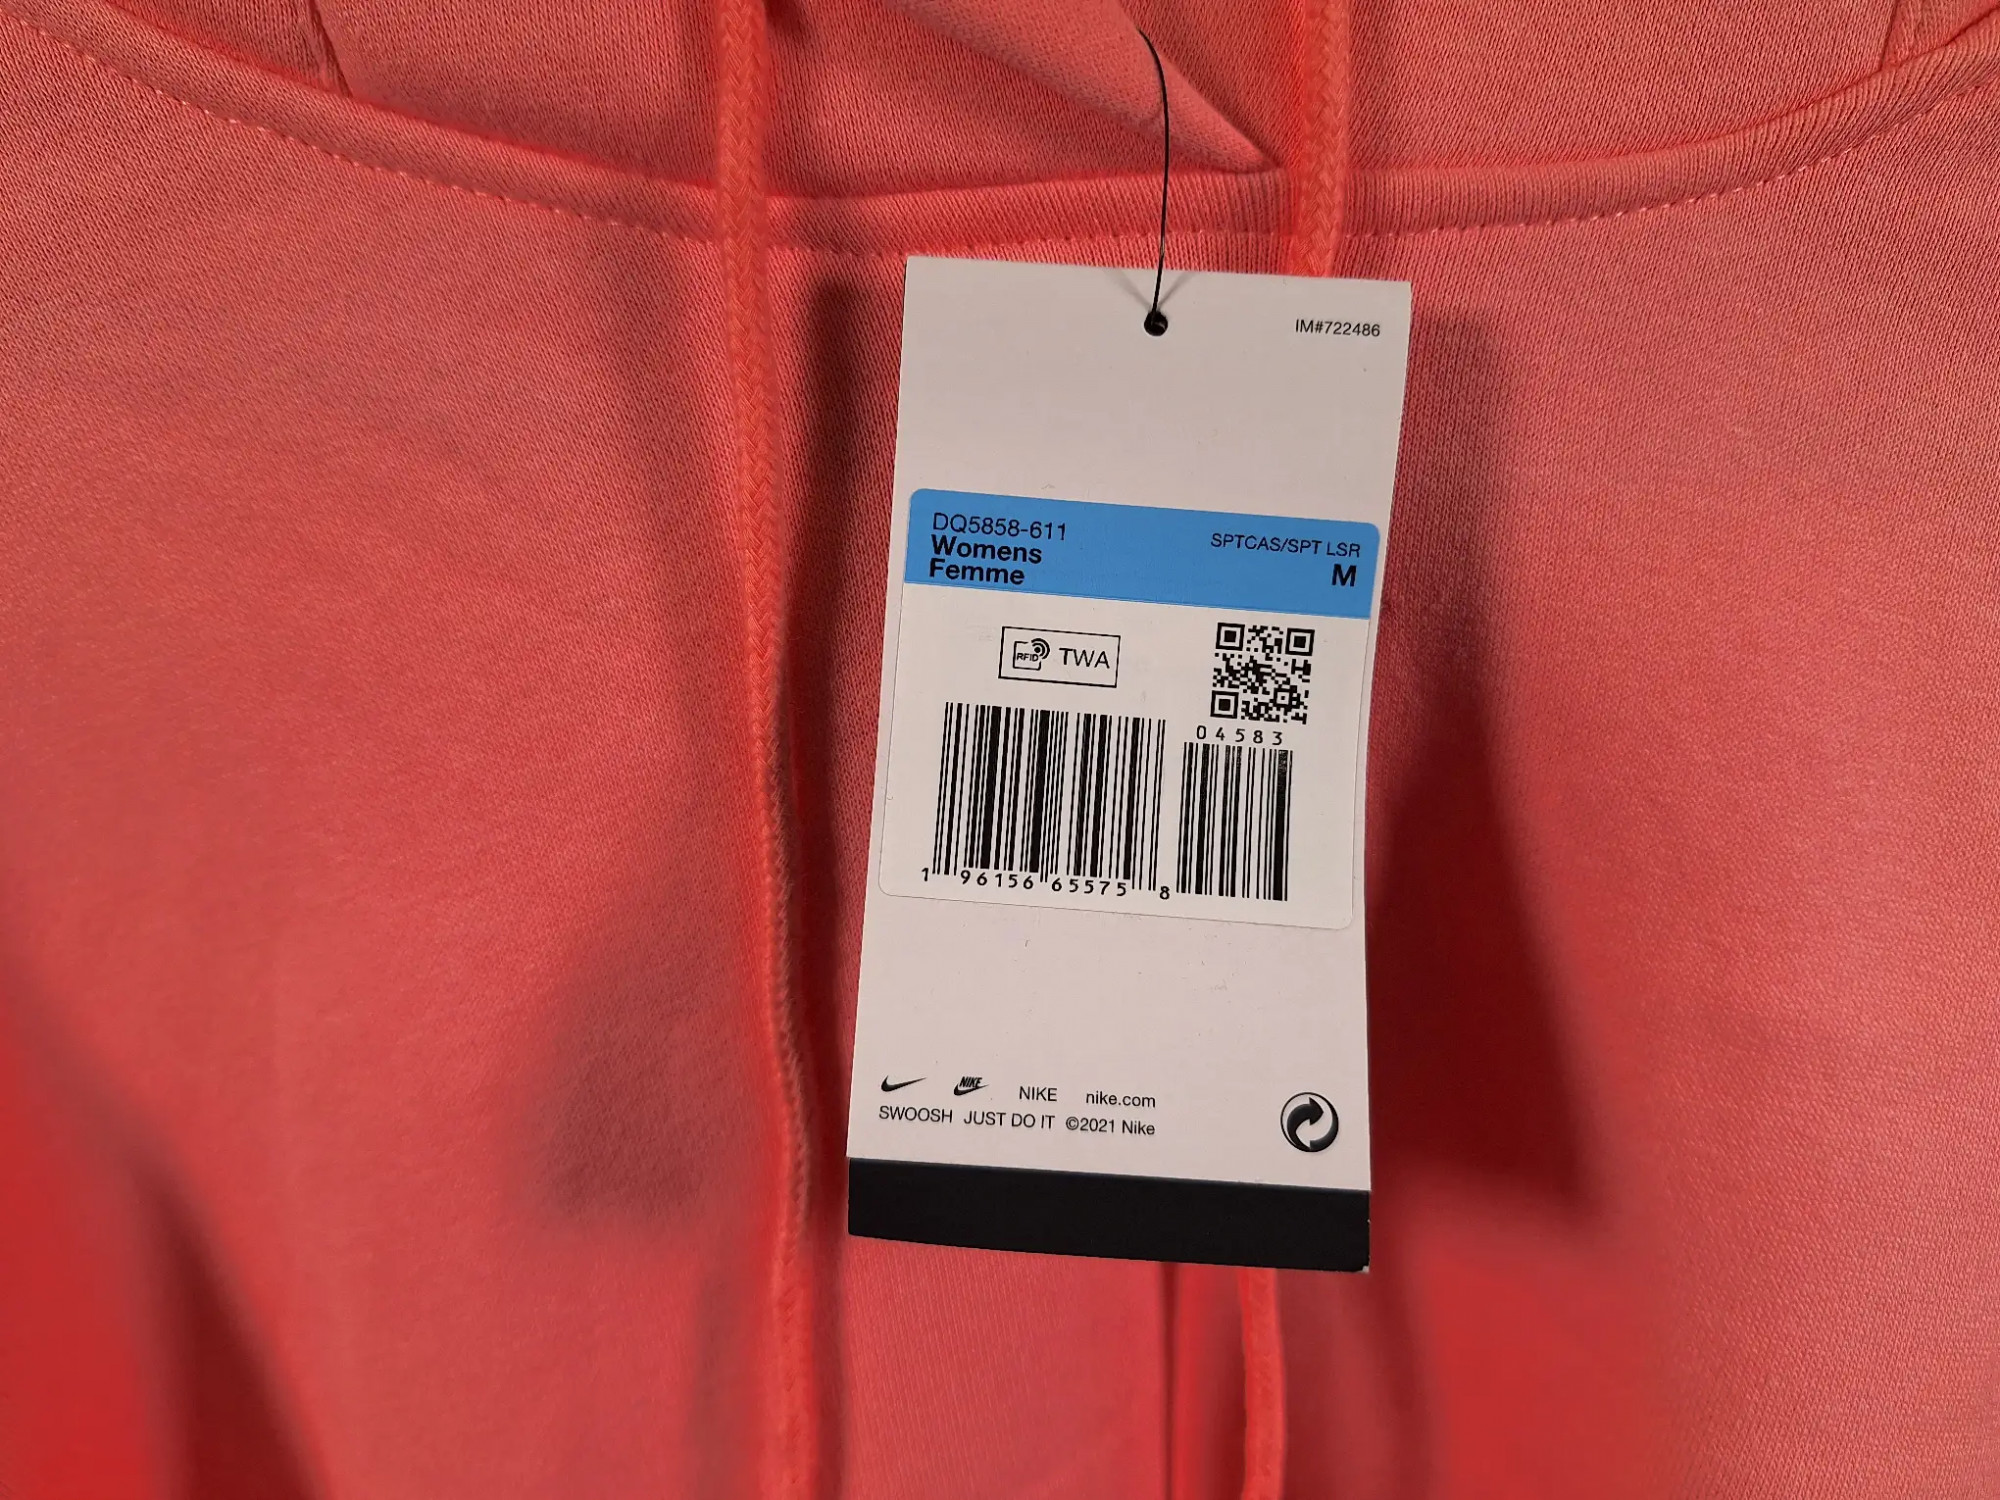 IM#722486
DQ5858-611
Womens
Femme
SPTCAS/SPT LSR
M
RFID TWA
04583
1 96156 65575 8
NIKE NIKE nike.com
SWOOSH JUST DO IT ©2021 Nike